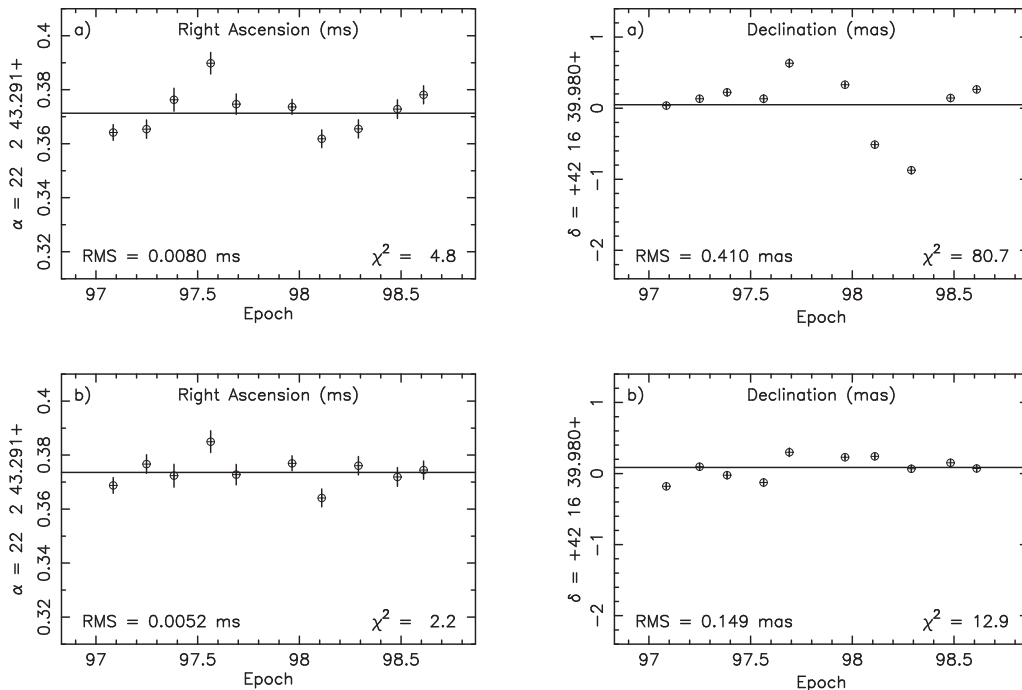 a) Right Ascension (ms)
α = 22 2 43.291+
0.4
0.38
0.36
0.34
0.32
RMS = 0.0080 ms χ² = 4.8
97 97.5 98 98.5
Epoch
a) Declination (mas)
δ = +42 16 39.980+
1
0
−1
−2
RMS = 0.410 mas χ² = 80.7
97 97.5 98 98.5
Epoch
b) Right Ascension (ms)
α = 22 2 43.291+
0.4
0.38
0.36
0.34
0.32
RMS = 0.0052 ms χ² = 2.2
97 97.5 98 98.5
Epoch
b) Declination (mas)
δ = +42 16 39.980+
1
0
−1
−2
RMS = 0.149 mas χ² = 12.9
97 97.5 98 98.5
Epoch